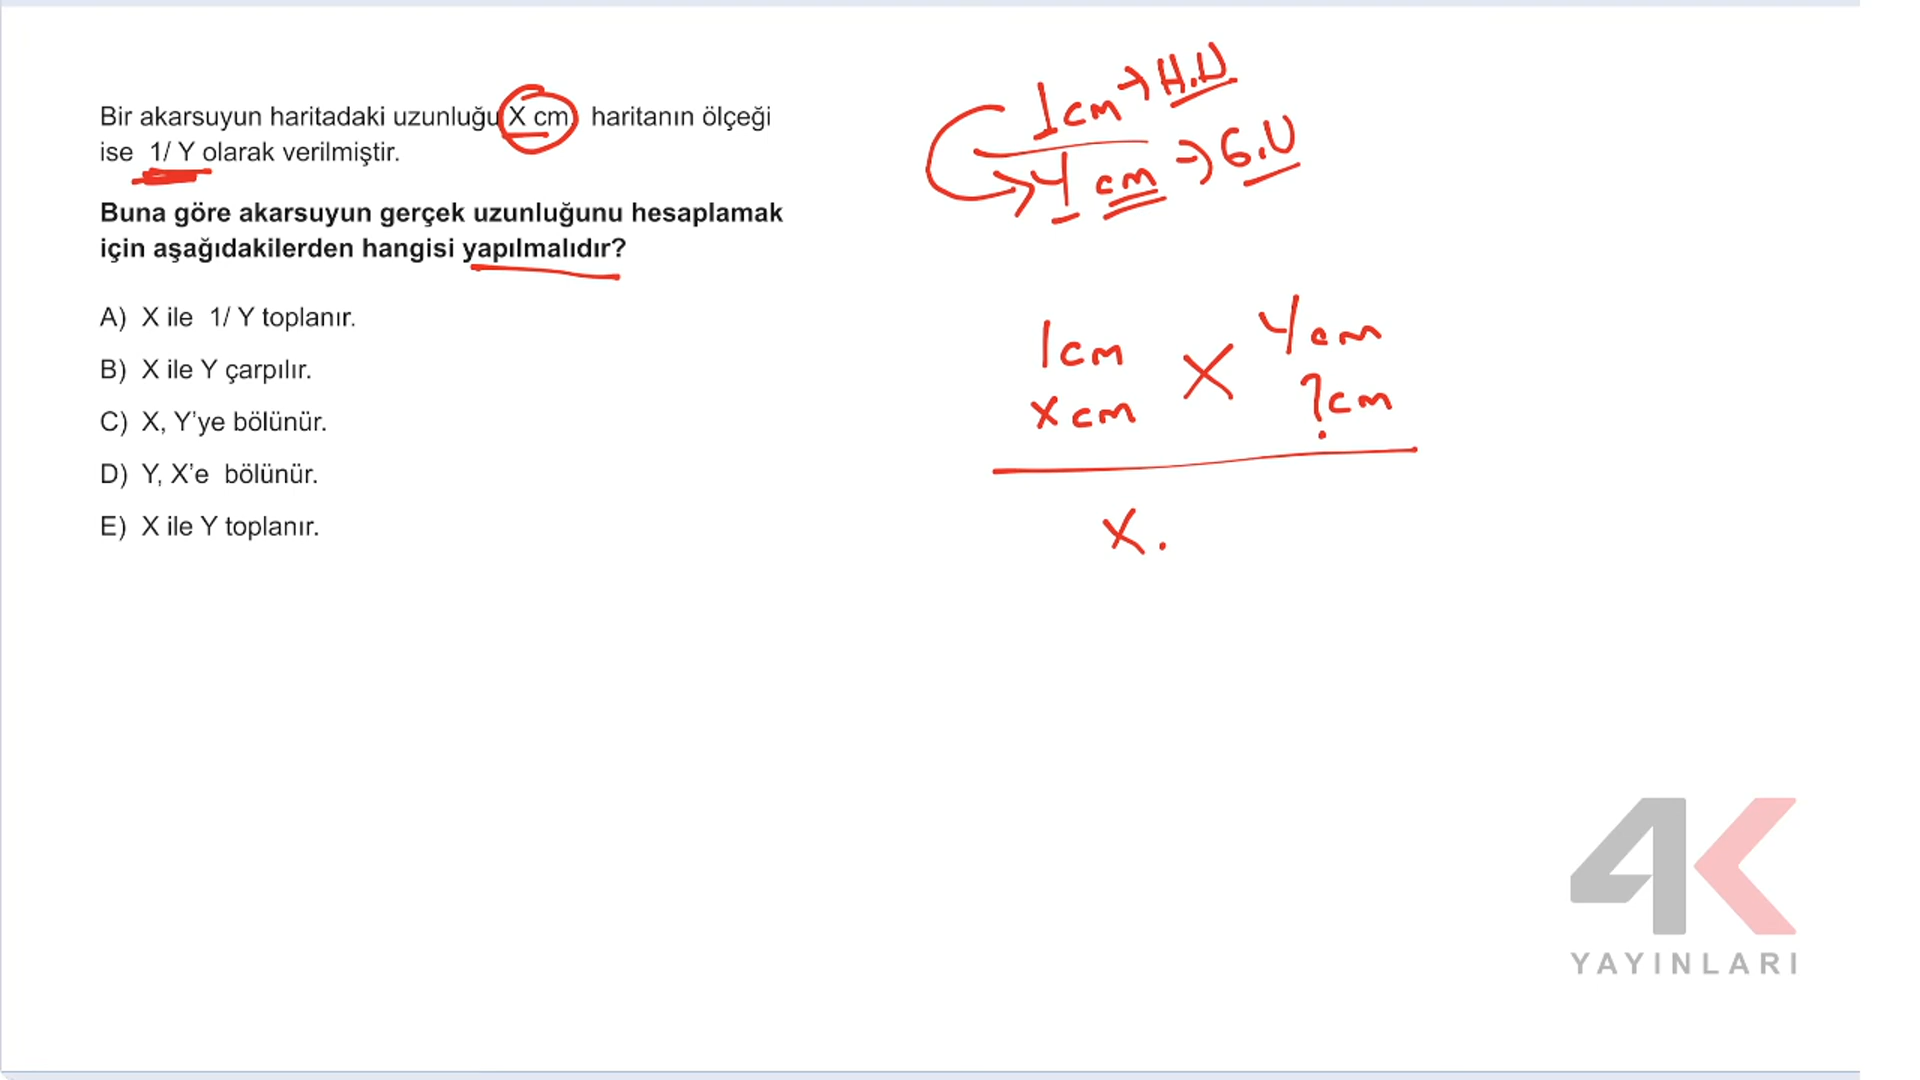 Bir akarsuyun haritadaki uzunluğu X cm, haritanın ölçeği
ise 1/ Y olarak verilmiştir.
Buna göre akarsuyun gerçek uzunluğunu hesaplamak
için aşağıdakilerden hangisi yapılmalıdır?
A) X ile 1/ Y toplanır.
B) X ile Y çarpılır.
C) X, Y’ye bölünür.
D) Y, X’e bölünür.
E) X ile Y toplanır.
1cm → H.U
Y cm → G.U
1cm X Ycm
x cm ?cm
X.
4K
YAYINLARI